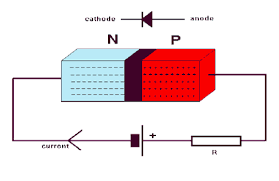 cathode anode
N P
+
current
R